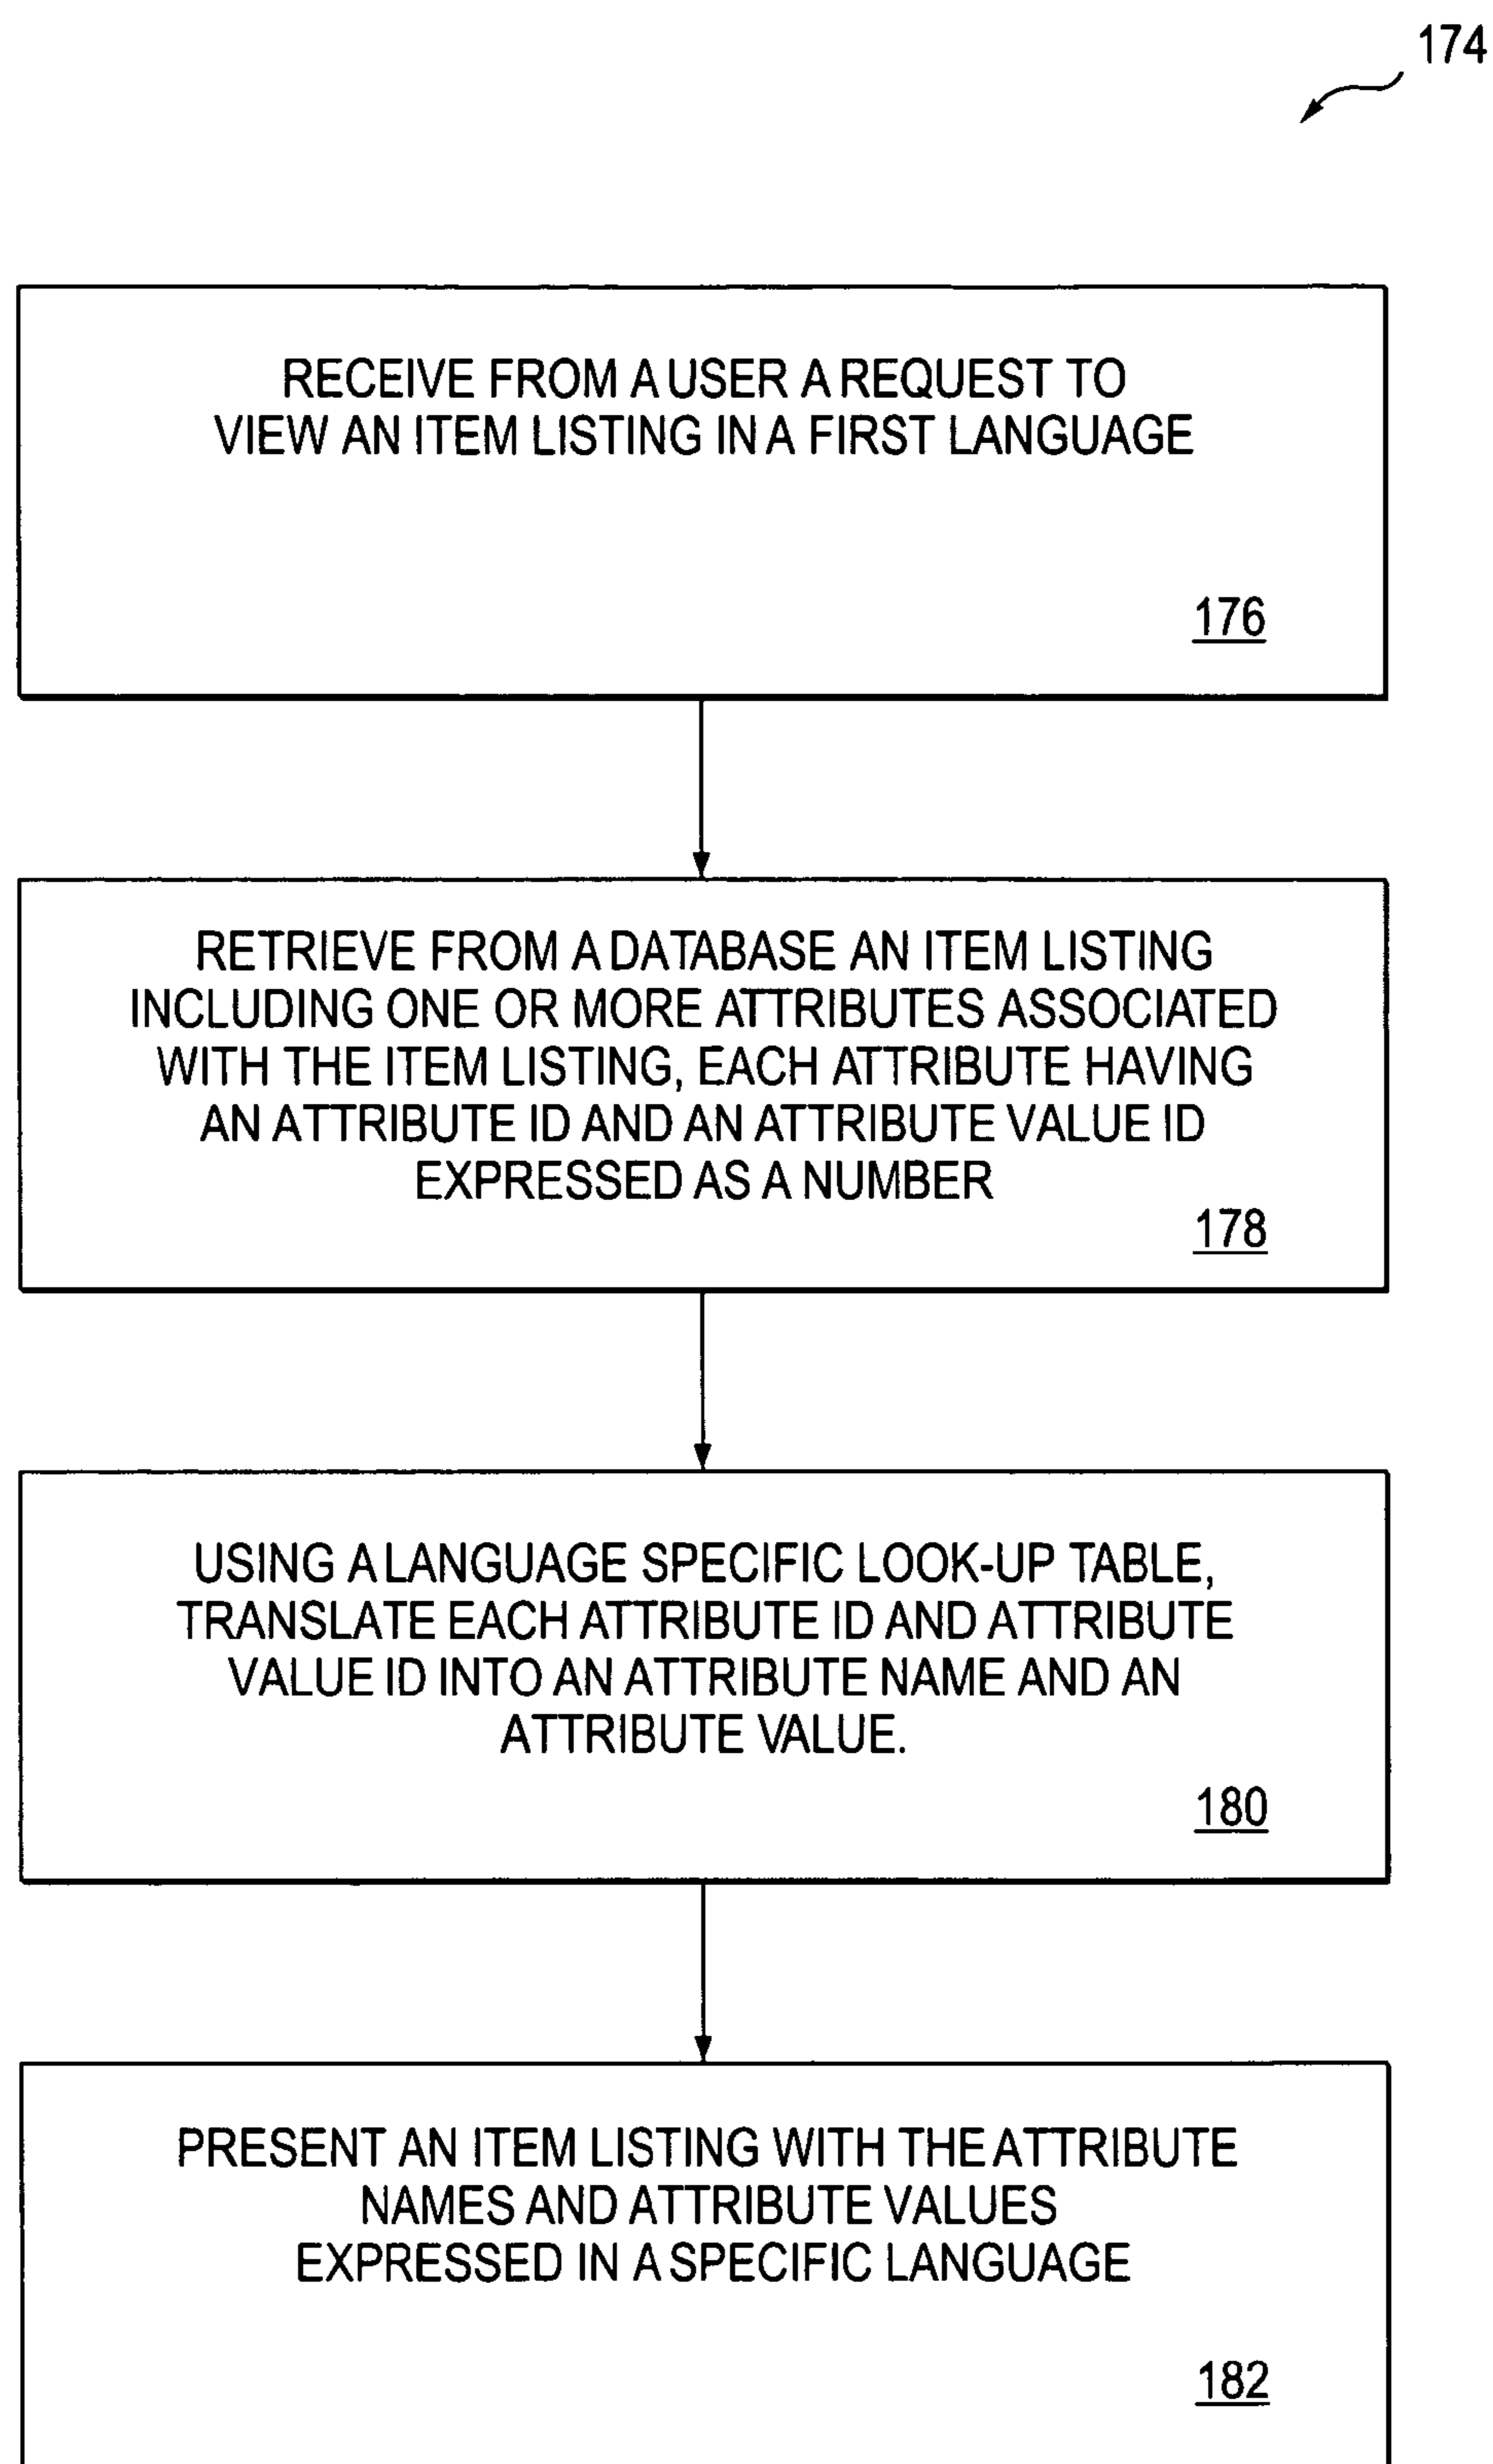 174
RECEIVE FROM A USER A REQUEST TO
VIEW AN ITEM LISTING IN A FIRST LANGUAGE
176
RETRIEVE FROM A DATABASE AN ITEM LISTING
INCLUDING ONE OR MORE ATTRIBUTES ASSOCIATED
WITH THE ITEM LISTING, EACH ATTRIBUTE HAVING
AN ATTRIBUTE ID AND AN ATTRIBUTE VALUE ID
EXPRESSED AS A NUMBER
178
USING A LANGUAGE SPECIFIC LOOK-UP TABLE,
TRANSLATE EACH ATTRIBUTE ID AND ATTRIBUTE
VALUE ID INTO AN ATTRIBUTE NAME AND AN
ATTRIBUTE VALUE.
180
PRESENT AN ITEM LISTING WITH THE ATTRIBUTE
NAMES AND ATTRIBUTE VALUES
EXPRESSED IN A SPECIFIC LANGUAGE
182